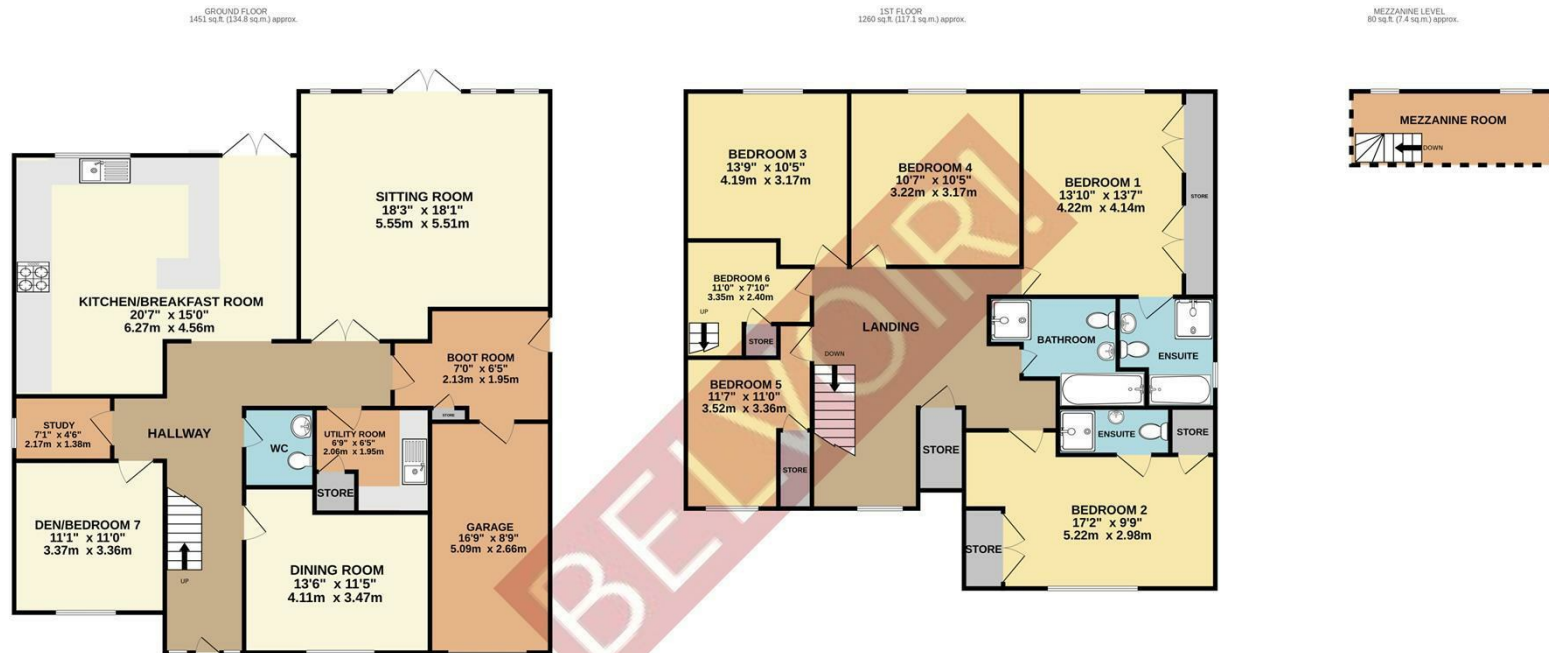 GROUND FLOOR
1451 sq.ft. (134.8 sq.m.) approx.
SITTING ROOM
18'3" x 18'1"
5.55m x 5.51m
KITCHEN/BREAKFAST ROOM
20'7" x 15'0"
6.27m x 4.56m
BOOT ROOM
7'0" x 6'5"
2.13m x 1.95m
STORE
STUDY
7'1" x 4'6"
2.17m x 1.38m
HALLWAY
WC
UTILITY ROOM
6'9" x 6'5"
2.06m x 1.95m
STORE
DEN/BEDROOM 7
11'1" x 11'0"
3.37m x 3.36m
UP
DINING ROOM
13'6" x 11'5"
4.11m x 3.47m
GARAGE
16'9" x 8'9"
5.09m x 2.66m
1ST FLOOR
1260 sq.ft. (117.1 sq.m.) approx.
BEDROOM 3
13'9" x 10'5"
4.19m x 3.17m
BEDROOM 4
10'7" x 10'5"
3.22m x 3.17m
BEDROOM 1
13'10" x 13'7"
4.22m x 4.14m
STORE
BEDROOM 6
11'0" x 7'10"
3.35m x 2.40m
UP
STORE
LANDING
DOWN
BATHROOM
ENSUITE
BEDROOM 5
11'7" x 11'0"
3.52m x 3.36m
STORE
STORE
ENSUITE
STORE
BEDROOM 2
17'2" x 9'9"
5.22m x 2.98m
STORE
BELVOIR!
MEZZANINE LEVEL
80 sq.ft. (7.4 sq.m.) approx.
MEZZANINE ROOM
DOWN